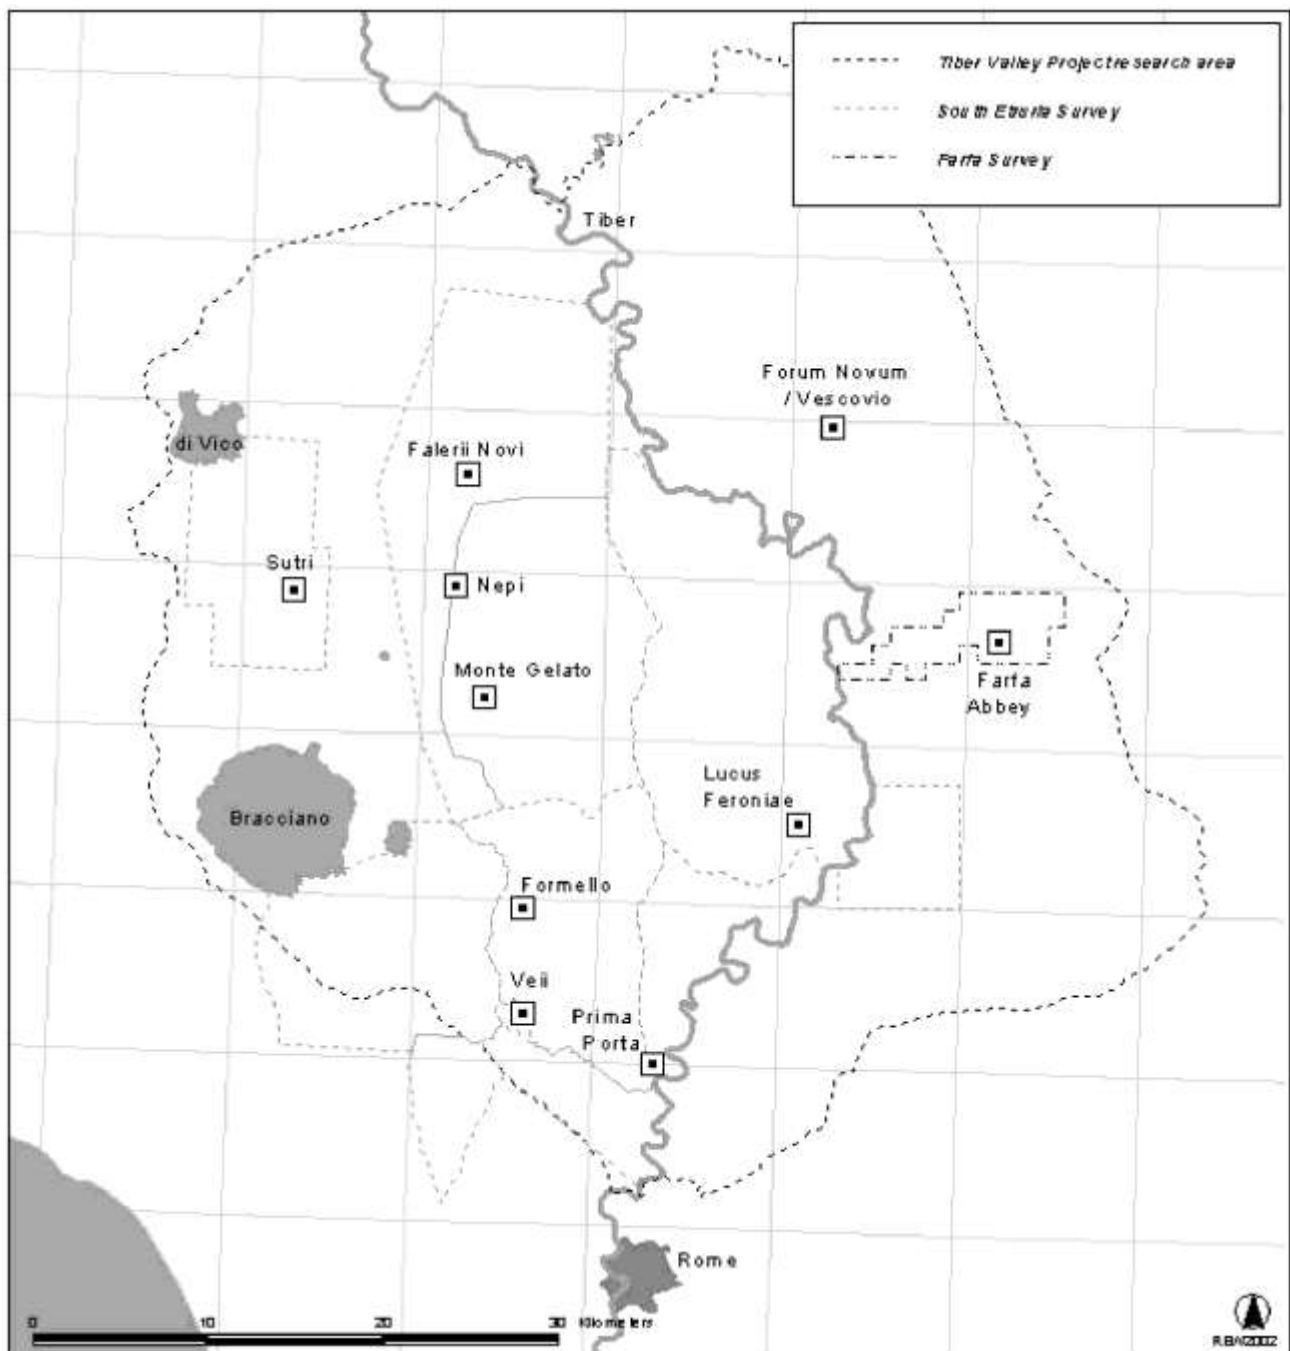 Tiber Valley Project research area
South Etruria Survey
Farfa Survey
Tiber
Forum Novum
/ Vescovio
di Vico
Falerii Novi
Sutri
Nepi
Monte Gelato
Farfa
Abbey
Lucus
Feroniae
Bracciano
Formello
Veii
Prima
Porta
Rome
0 10 20 30 Kilometers
RBW2002